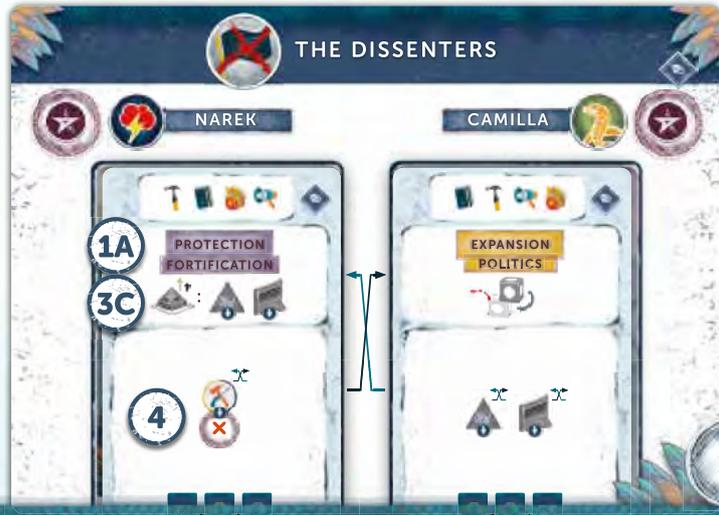 THE DISSENTERS
NAREK
CAMILLA
1A
PROTECTION
FORTIFICATION
3C
:
EXPANSION
POLITICS
4